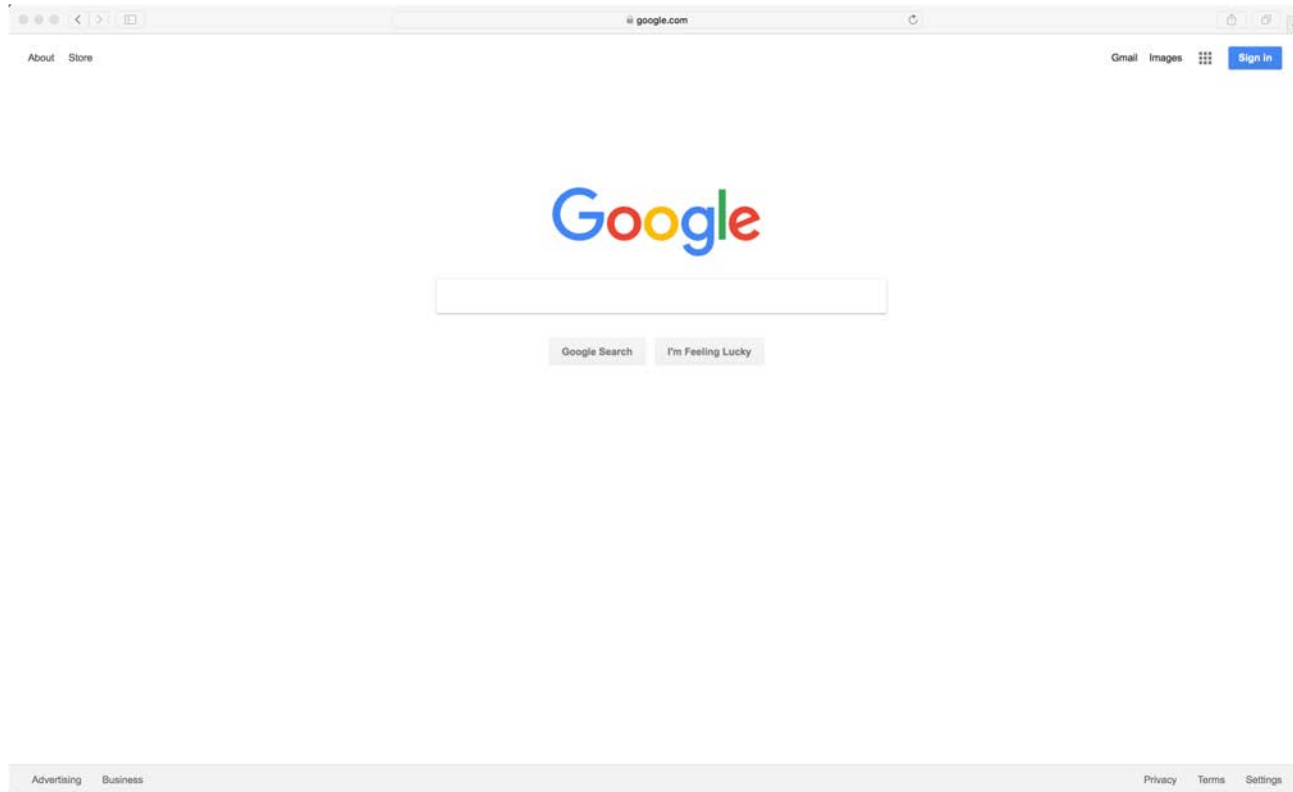 google.com
About Store Gmail Images Sign in
Google
Google Search I'm Feeling Lucky
Advertising Business Privacy Terms Settings